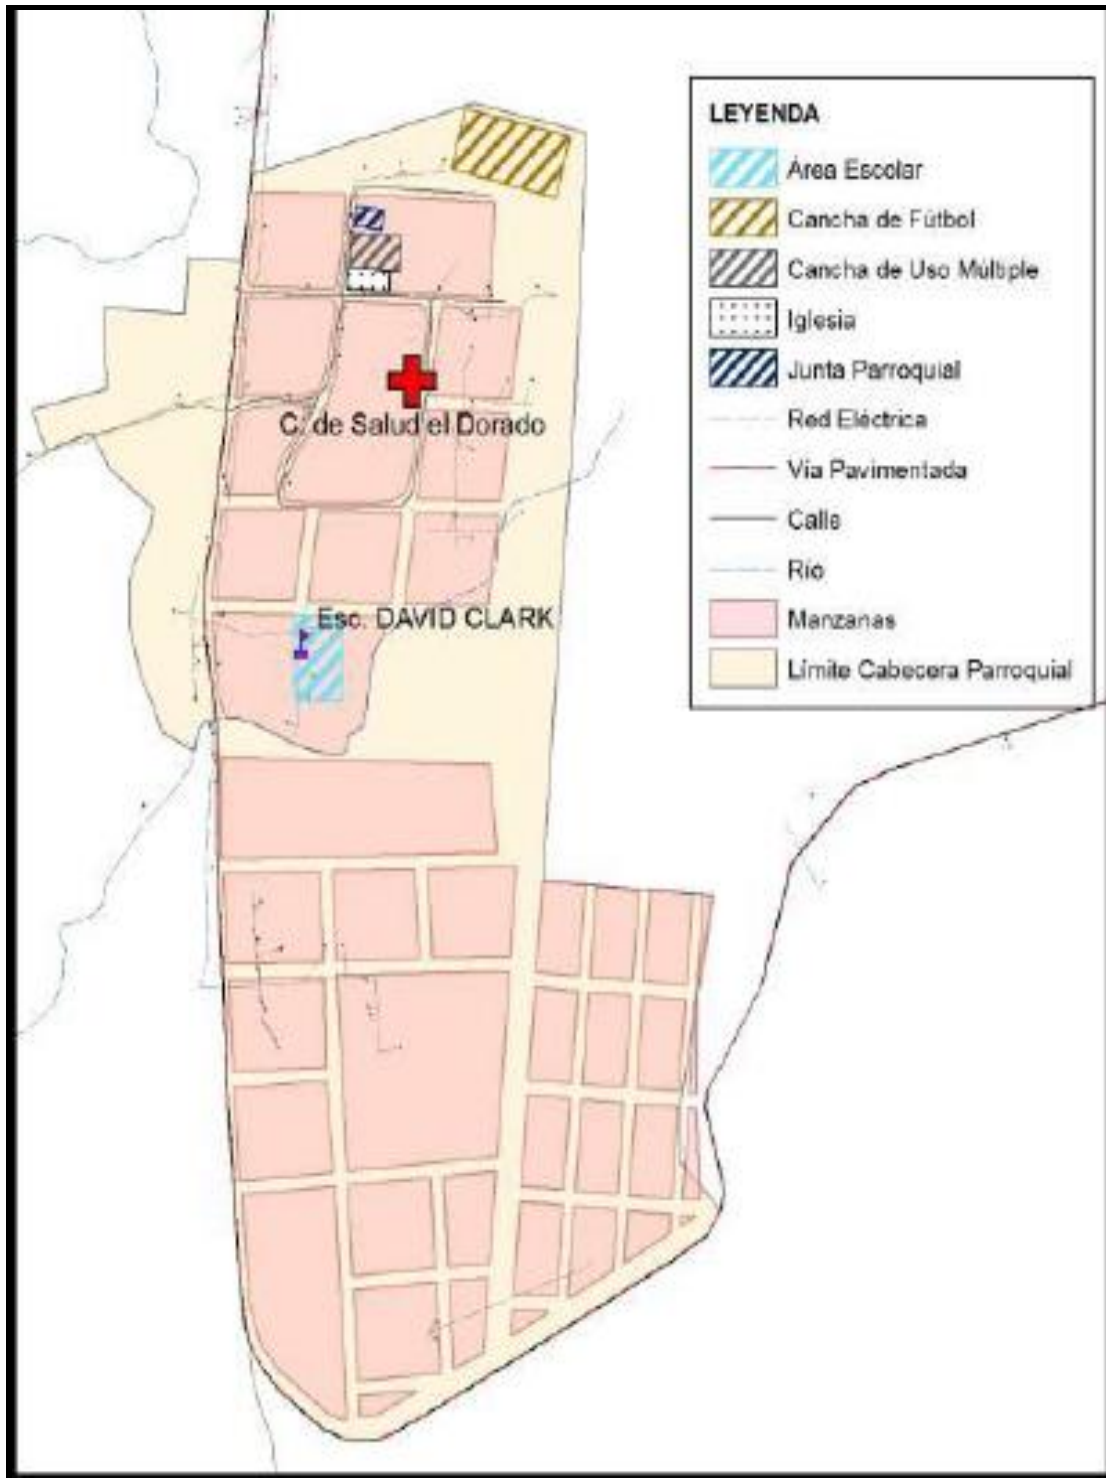 LEYENDA
Área Escolar
Cancha de Fútbol
Cancha de Uso Múltiple
Iglesia
Junta Parroquial
Red Eléctrica
Via Pavimentada
Calle
Río
Manzanas
Límite Cabecera Parroquial
C. de Salud el Dorado
Esc. DAVID CLARK